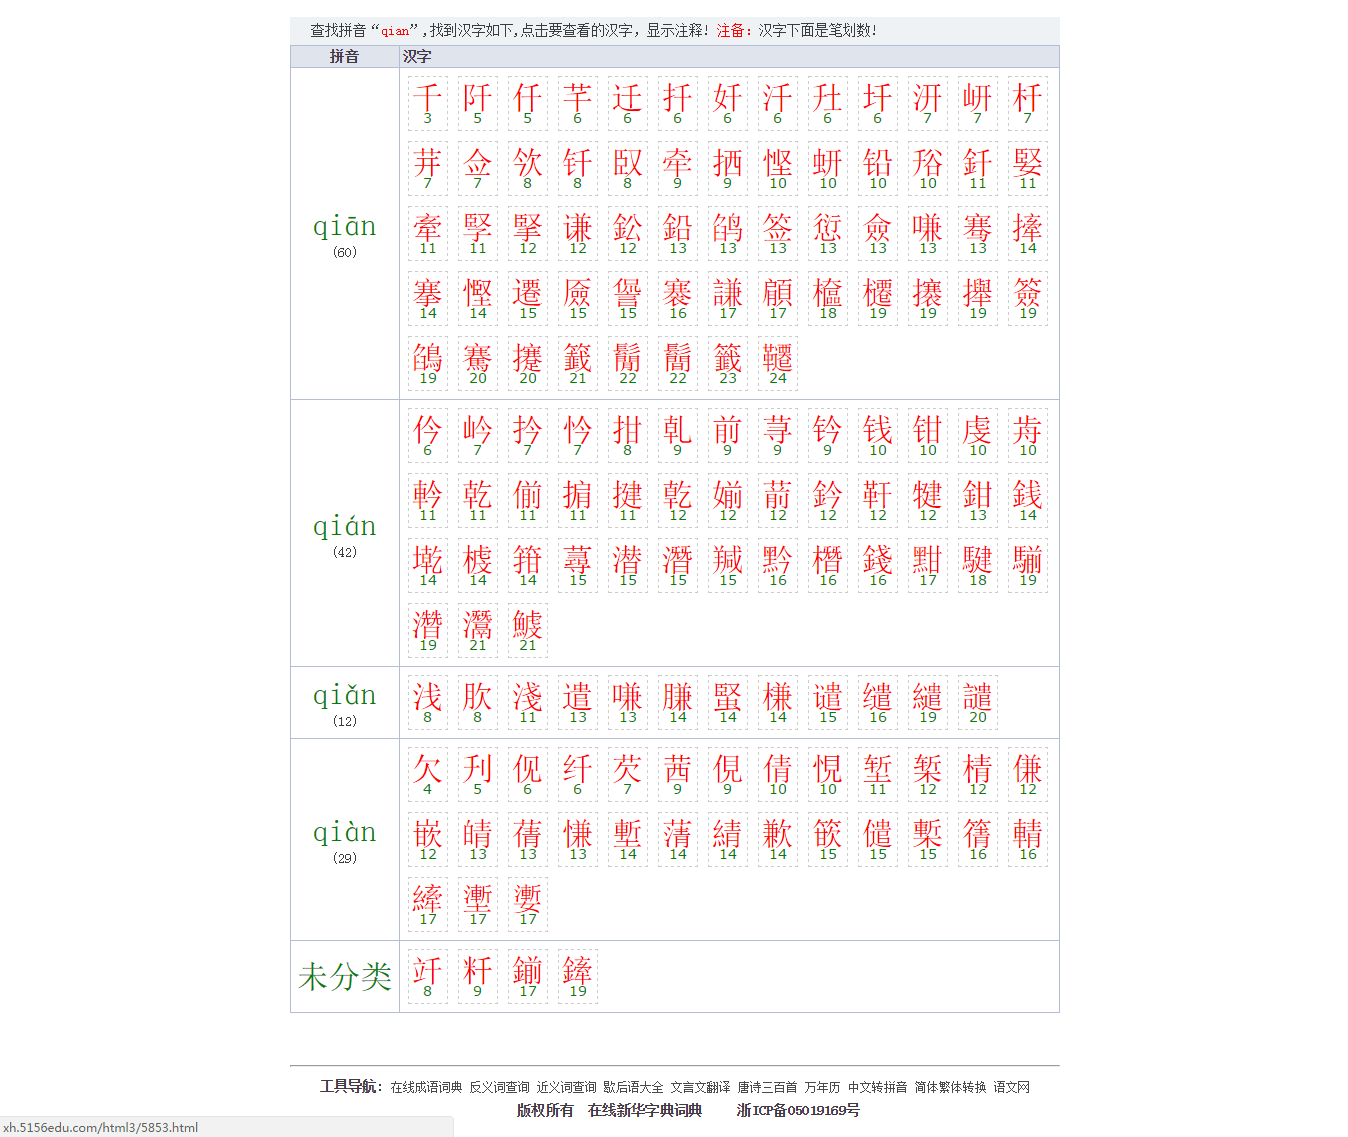 查找拼音“qian”,找到汉字如下,点击要查看的汉字，显示注释！注备：汉字下面是笔划数！
拼音 汉字
千 阡 仟 芊 迁 扦 奷 汘 圱 圲 汧 岍 杄
3 5 5 6 6 6 6 6 6 6 7 7 7
茾 佥 欦 钎 臤 牵 拪 悭 蚈 铅 谸 釺 婜
7 7 8 8 8 9 9 10 10 10 10 11 11
qiān
(60)
牽 孯 掔 谦 鈆 鉛 鹐 签 愆 僉 嗛 骞 摔
11 11 12 12 12 13 13 13 13 13 13 13 14
搴 慳 遷 厱 諐 褰 謙 顅 櫏 攐 攑 簽
14 14 15 15 15 16 17 17 18 19 19 19 19
鵮 騫 攓 籤 鬜 鬝 籤 韆
19 20 20 21 22 22 23 24
仱 岒 扲 忴 拑 乹 前 荨 钤 钱 钳 虔 歬
6 7 7 7 8 9 9 9 9 10 10 10 10
軡 乾 偂 掮 揵 乾 媊 葥 鈐 靬 犍 鉗 銭
11 11 11 11 11 12 12 12 12 12 12 13 14
qián
(42)
墘 榩 箝 蕁 潜 潛 羬 黔 橬 錢 黚 騝 騚
14 14 14 15 15 15 15 16 16 16 17 18 19
濳 灊 鰬
19 21 21
qiǎn
(12)
浅 肷 淺 遣 嗛 膁 蜸 槏 谴 缱 繾 譴
8 8 11 13 13 14 14 14 15 16 19 20
欠 刋 伣 纤 芡 茜 俔 倩 悓 堑 椠 棈 傔
4 5 6 6 7 9 9 10 10 11 12 12 12
qiàn
(29)
嵌 皘 蒨 慊 塹 蔳 綪 歉 篏 儙 槧 篟 輤
12 13 13 13 14 14 14 14 15 15 15 16 16
縴 壍
17 17 17
未分类
竏 粁 鎆
8 9 17 19
工具导航：在线成语词典 反义词查询 近义词查询 歇后语大全 文言文翻译 唐诗三百首 万年历 中文转拼音 简体繁体转换 语文网
版权所有 在线新华字典词典 浙ICP备05019169号
xh.5156edu.com/html3/5853.html